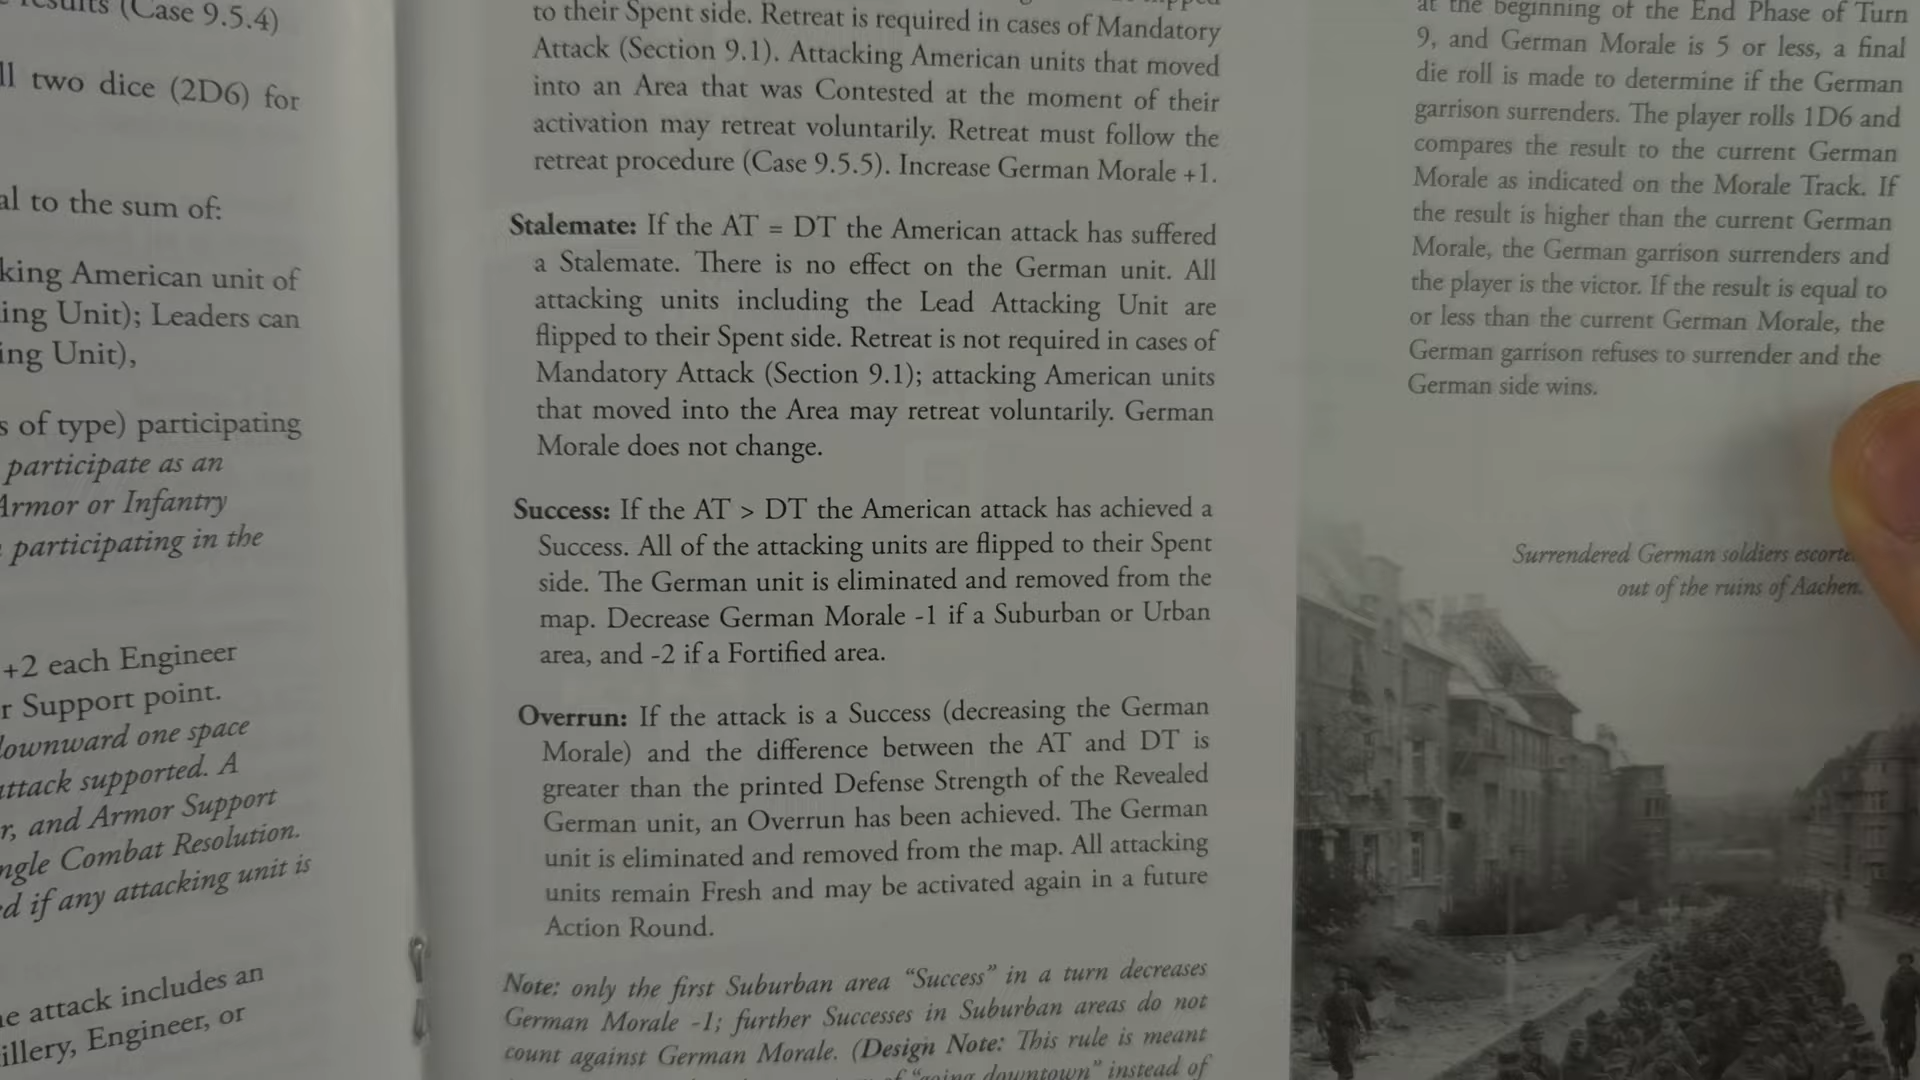 results (Case 9.5.4)
ll two dice (2D6) for
al to the sum of:
king American unit of
ing Unit); Leaders can
ing Unit),
s of type) participating
participate as an
Armor or Infantry
participating in the
+2 each Engineer
r Support point.
downward one space
attack supported. A
r, and Armor Support
ngle Combat Resolution.
d if any attacking unit is
e attack includes an
illery, Engineer, or
to their Spent side. Retreat is required in cases of Mandatory
Attack (Section 9.1). Attacking American units that moved
into an Area that was Contested at the moment of their
activation may retreat voluntarily. Retreat must follow the
retreat procedure (Case 9.5.5). Increase German Morale +1.
Stalemate: If the AT = DT the American attack has suffered
a Stalemate. There is no effect on the German unit. All
attacking units including the Lead Attacking Unit are
flipped to their Spent side. Retreat is not required in cases of
Mandatory Attack (Section 9.1); attacking American units
that moved into the Area may retreat voluntarily. German
Morale does not change.
Success: If the AT > DT the American attack has achieved a
Success. All of the attacking units are flipped to their Spent
side. The German unit is eliminated and removed from the
map. Decrease German Morale -1 if a Suburban or Urban
area, and -2 if a Fortified area.
Overrun: If the attack is a Success (decreasing the German
Morale) and the difference between the AT and DT is
greater than the printed Defense Strength of the Revealed
German unit, an Overrun has been achieved. The German
unit is eliminated and removed from the map. All attacking
units remain Fresh and may be activated again in a future
Action Round.
Note: only the first Suburban area “Success” in a turn decreases
German Morale -1; further Successes in Suburban areas do not
count against German Morale. (Design Note: This rule is meant
of “going downtown” instead of
at the beginning of the End Phase of Turn
9, and German Morale is 5 or less, a final
die roll is made to determine if the German
garrison surrenders. The player rolls 1D6 and
compares the result to the current German
Morale as indicated on the Morale Track. If
the result is higher than the current German
Morale, the German garrison surrenders and
the player is the victor. If the result is equal to
or less than the current German Morale, the
German garrison refuses to surrender and the
German side wins.
Surrendered German soldiers escorte
out of the ruins of Aachen.